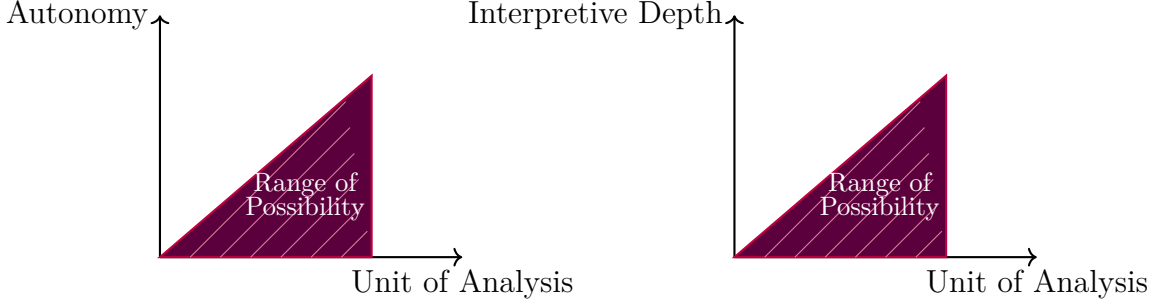 Autonomy
Range of
Possibility
Unit of Analysis
Interpretive Depth
Range of
Possibility
Unit of Analysis